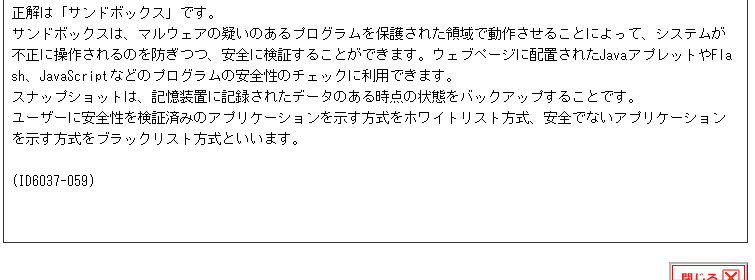 正解は「サンドボックス」です。
サンドボックスは、マルウェアの疑いのあるプログラムを保護された領域で動作させることによって、システムが
不正に操作されるのを防ぎつつ、安全に検証することができます。ウェブページに配置されたJavaアプレットやFla
sh、JavaScriptなどのプログラムの安全性のチェックに利用できます。
スナップショットは、記憶装置に記録されたデータのある時点の状態をバックアップすることです。
ユーザーに安全性を検証済みのアプリケーションを示す方式をホワイトリスト方式、安全でないアプリケーション
を示す方式をブラックリスト方式といいます。
(ID6037-059)
閉じる